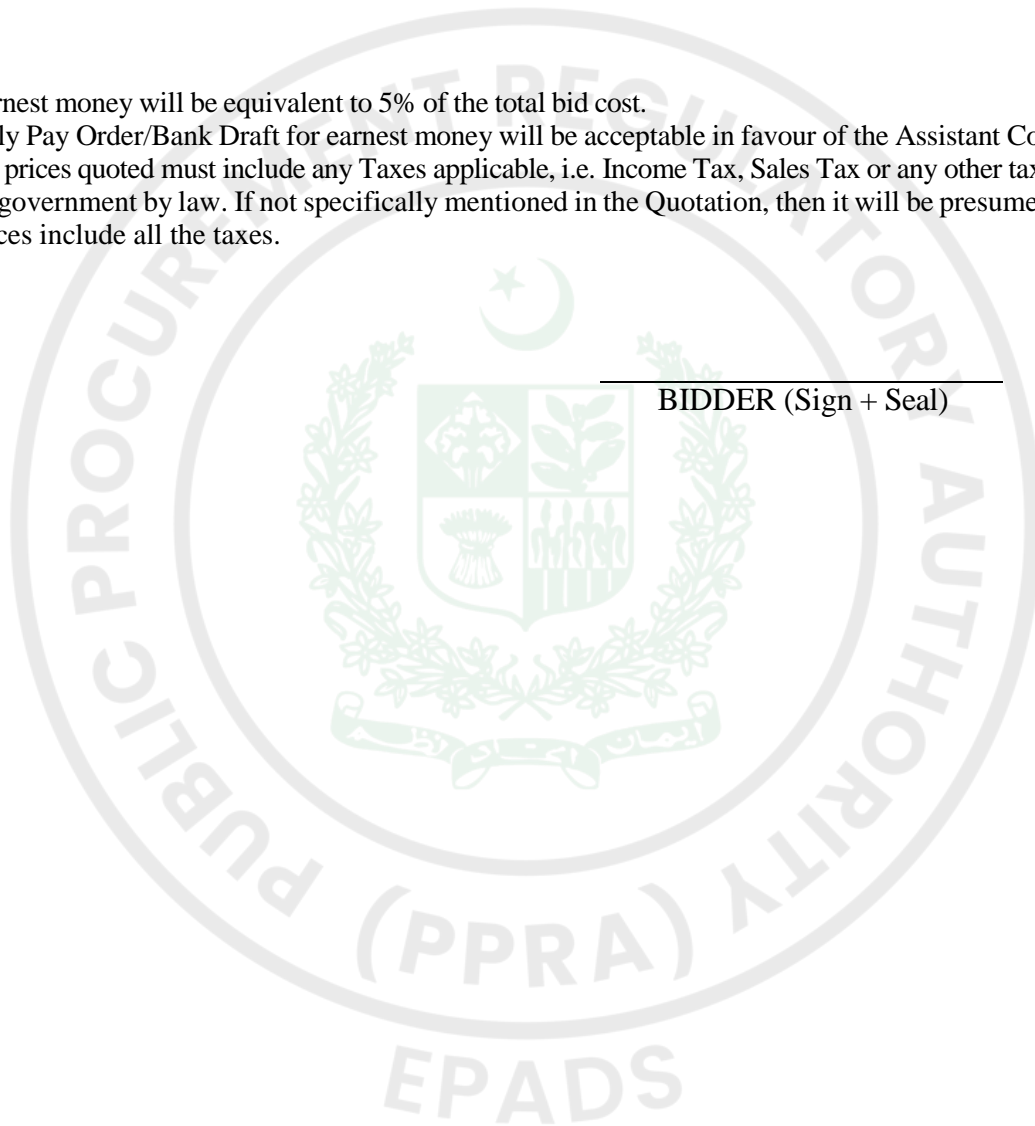 rnest money will be equivalent to 5% of the total bid cost.
ly Pay Order/Bank Draft for earnest money will be acceptable in favour of the Assistant Co
prices quoted must include any Taxes applicable, i.e. Income Tax, Sales Tax or any other tax
government by law. If not specifically mentioned in the Quotation, then it will be presume
ces include all the taxes.
BIDDER (Sign + Seal)
PUBLIC PROCUREMENT REGULATORY AUTHORITY
(PPRA)
EPADS